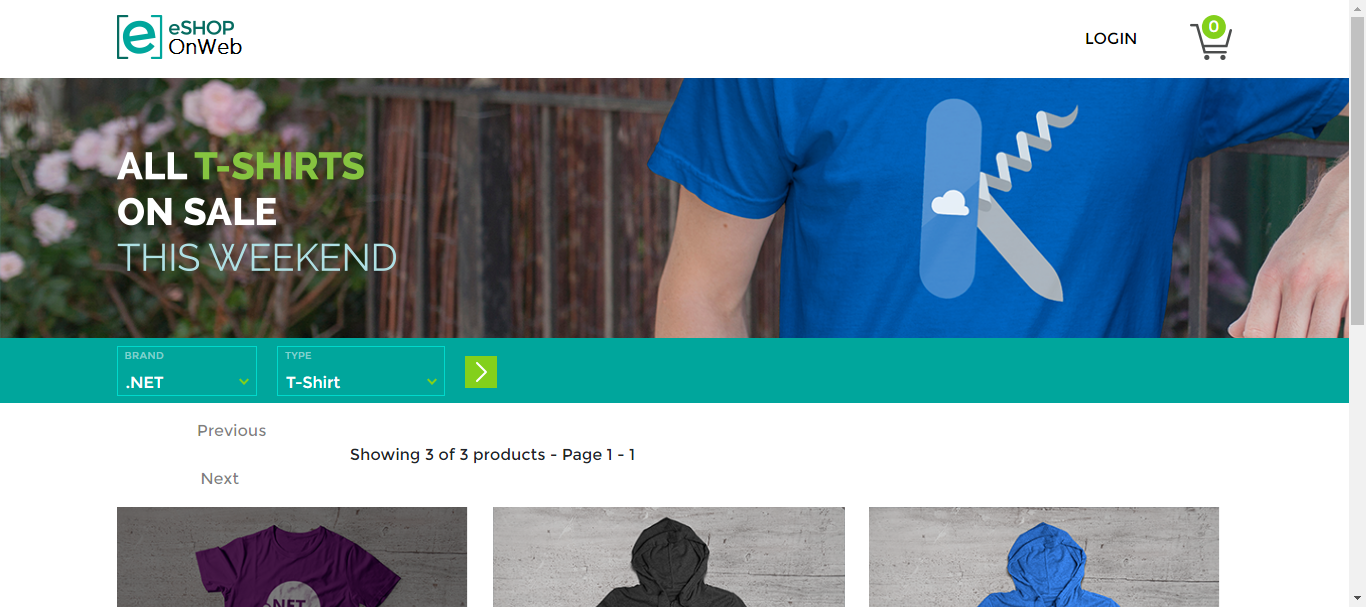 e eSHOP
OnWeb
LOGIN
0
ALL T-SHIRTS
ON SALE
THIS WEEKEND
BRAND
.NET
TYPE
T-Shirt
Previous
Showing 3 of 3 products - Page 1 - 1
Next
.NET